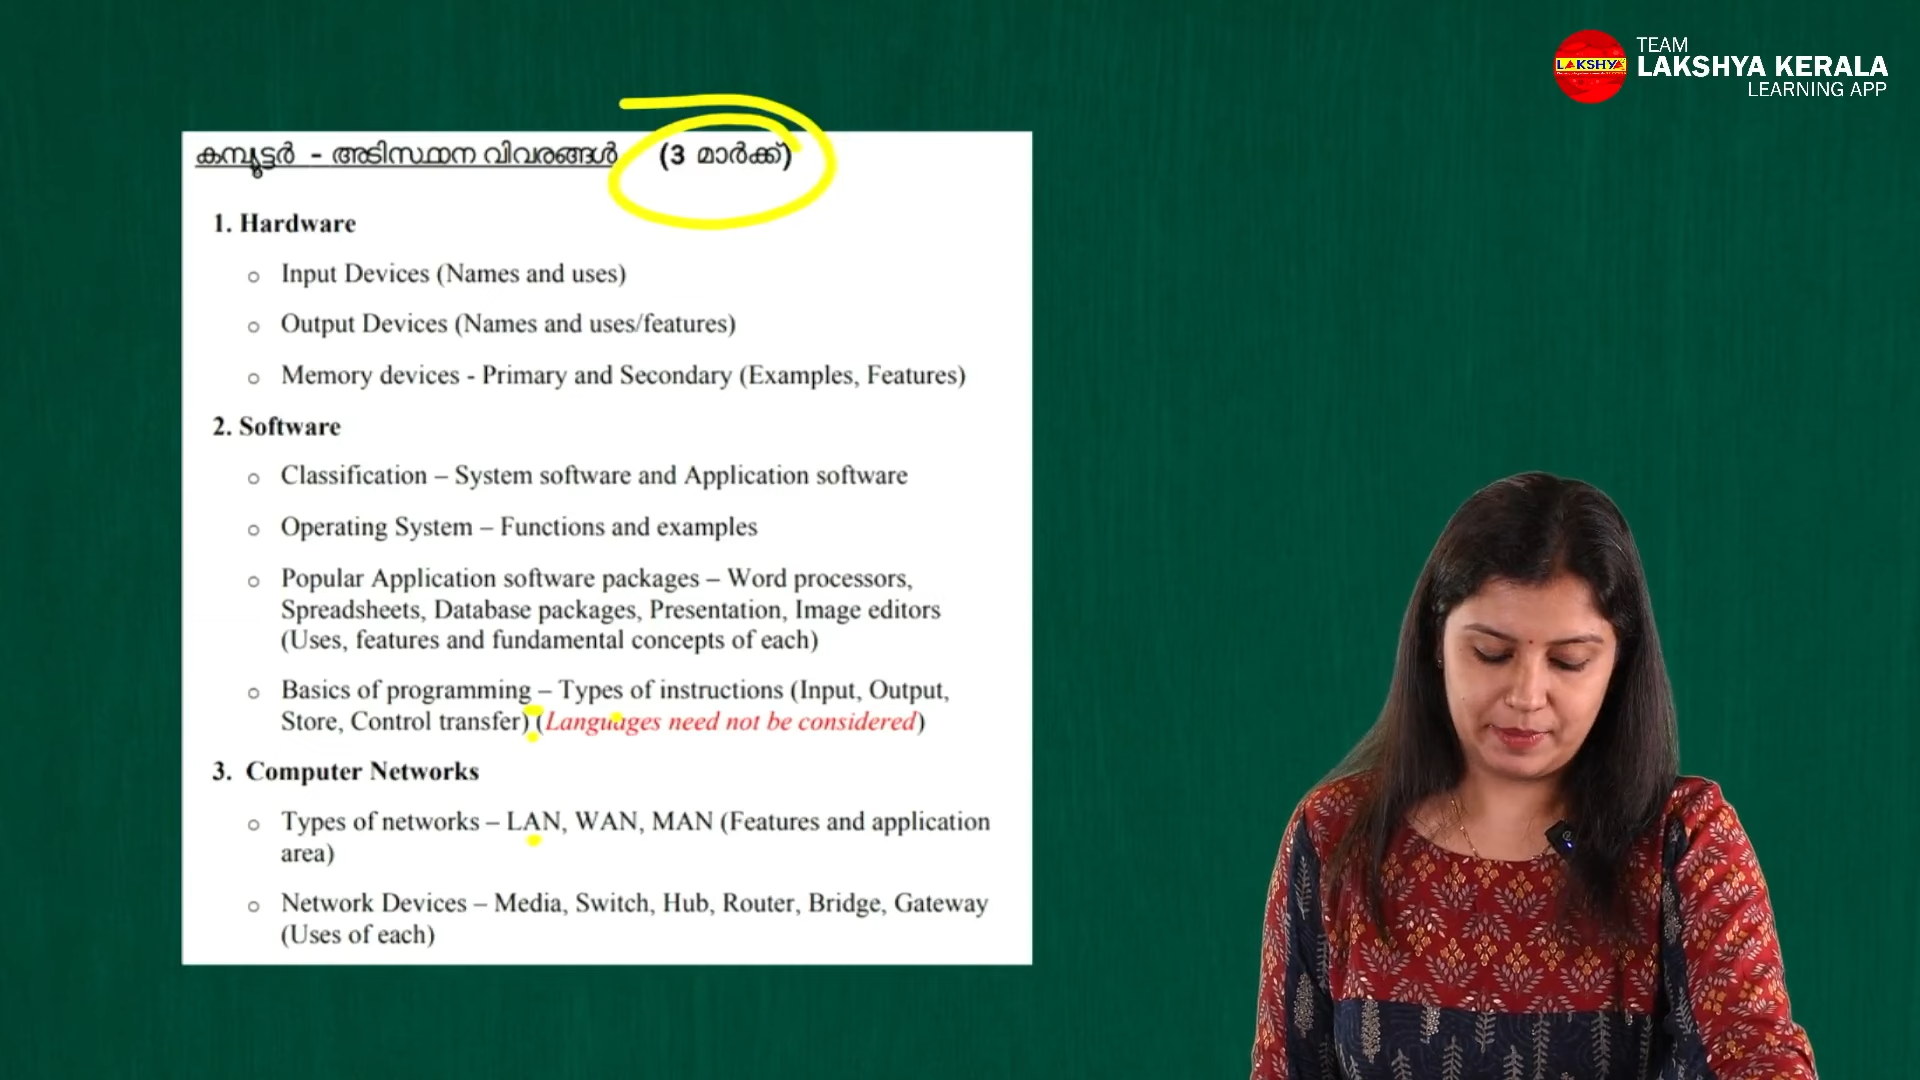 TEAM
LAKSHYA
LAKSHYA KERALA
LEARNING APP
കമ്പ്യൂട്ടർ - അടിസ്ഥാന വിവരങ്ങൾ (3 മാർക്ക്)
1. Hardware
o Input Devices (Names and uses)
o Output Devices (Names and uses/features)
o Memory devices - Primary and Secondary (Examples, Features)
2. Software
o Classification – System software and Application software
o Operating System – Functions and examples
o Popular Application software packages – Word processors,
Spreadsheets, Database packages, Presentation, Image editors
(Uses, features and fundamental concepts of each)
o Basics of programming – Types of instructions (Input, Output,
Store, Control transfer) (Languages need not be considered)
3. Computer Networks
o Types of networks – LAN, WAN, MAN (Features and application
area)
o Network Devices – Media, Switch, Hub, Router, Bridge, Gateway
(Uses of each)